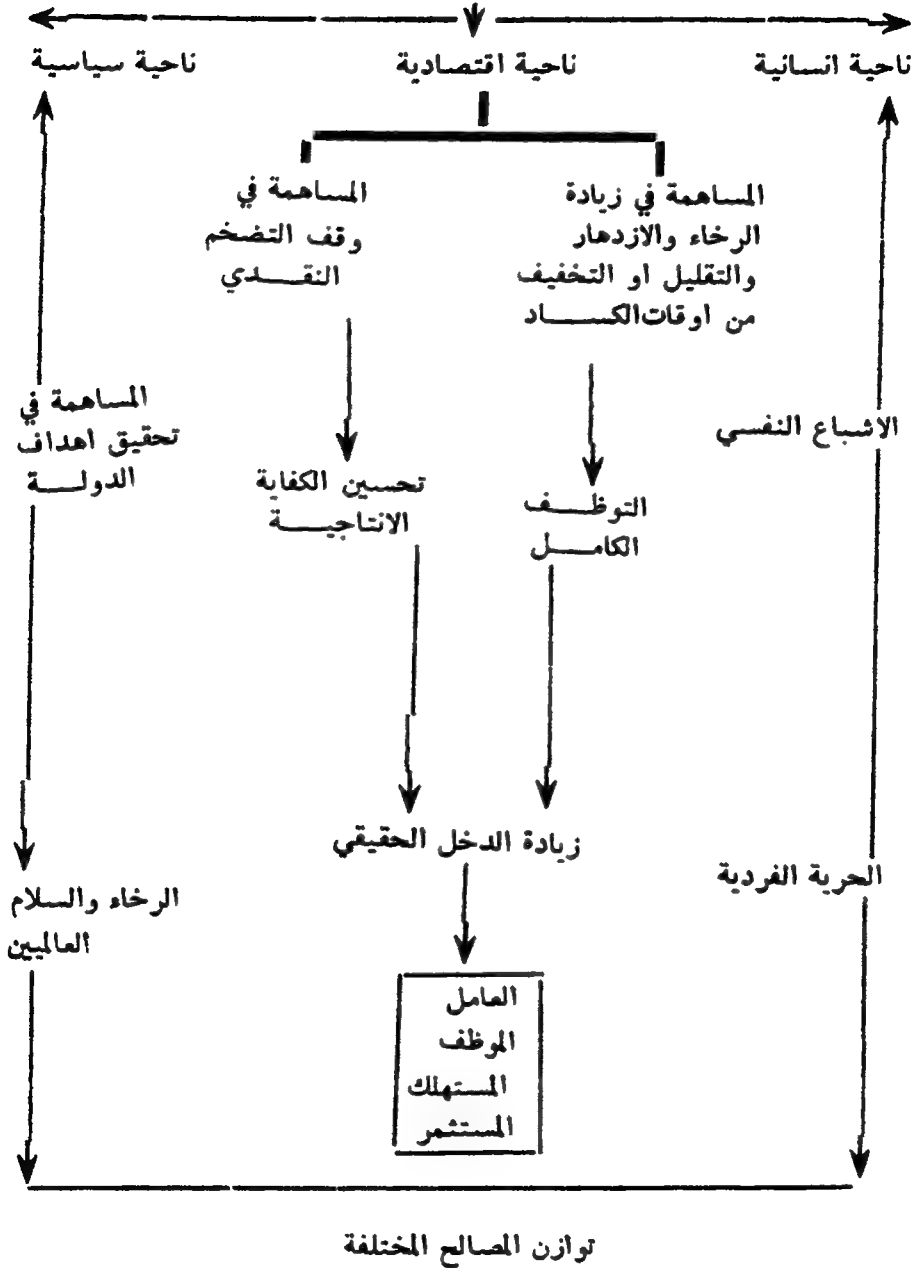 ناحية انسانية
ناحية اقتصادية
ناحية سياسية
المساهمة في زيادة
الرخاء والازدهار
والتقليل او التخفيف
من اوقات الكساد
المساهمة في
وقف التضخم
النقدي
الاشباع النفسي
المساهمة في
تحقيق اهداف
الدولة
التوظف
الكامل
تحسين الكفاية
الانتاجية
زيادة الدخل الحقيقي
الحرية الفردية
الرخاء والسلام
العالميين
العامل
الموظف
المستهلك
المستثمر
توازن المصالح المختلفة